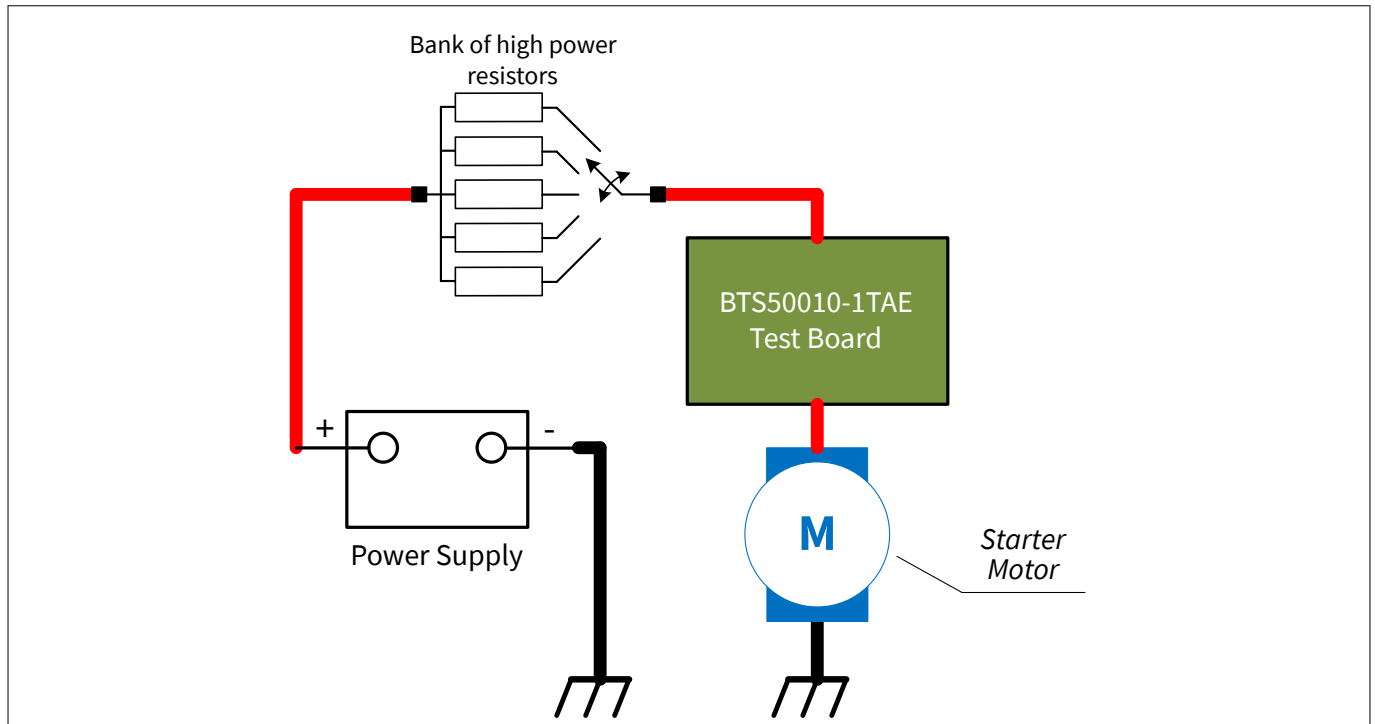 Bank of high power
resistors
BTS50010-1TAE
Test Board
+
-
Power Supply
M
Starter
Motor